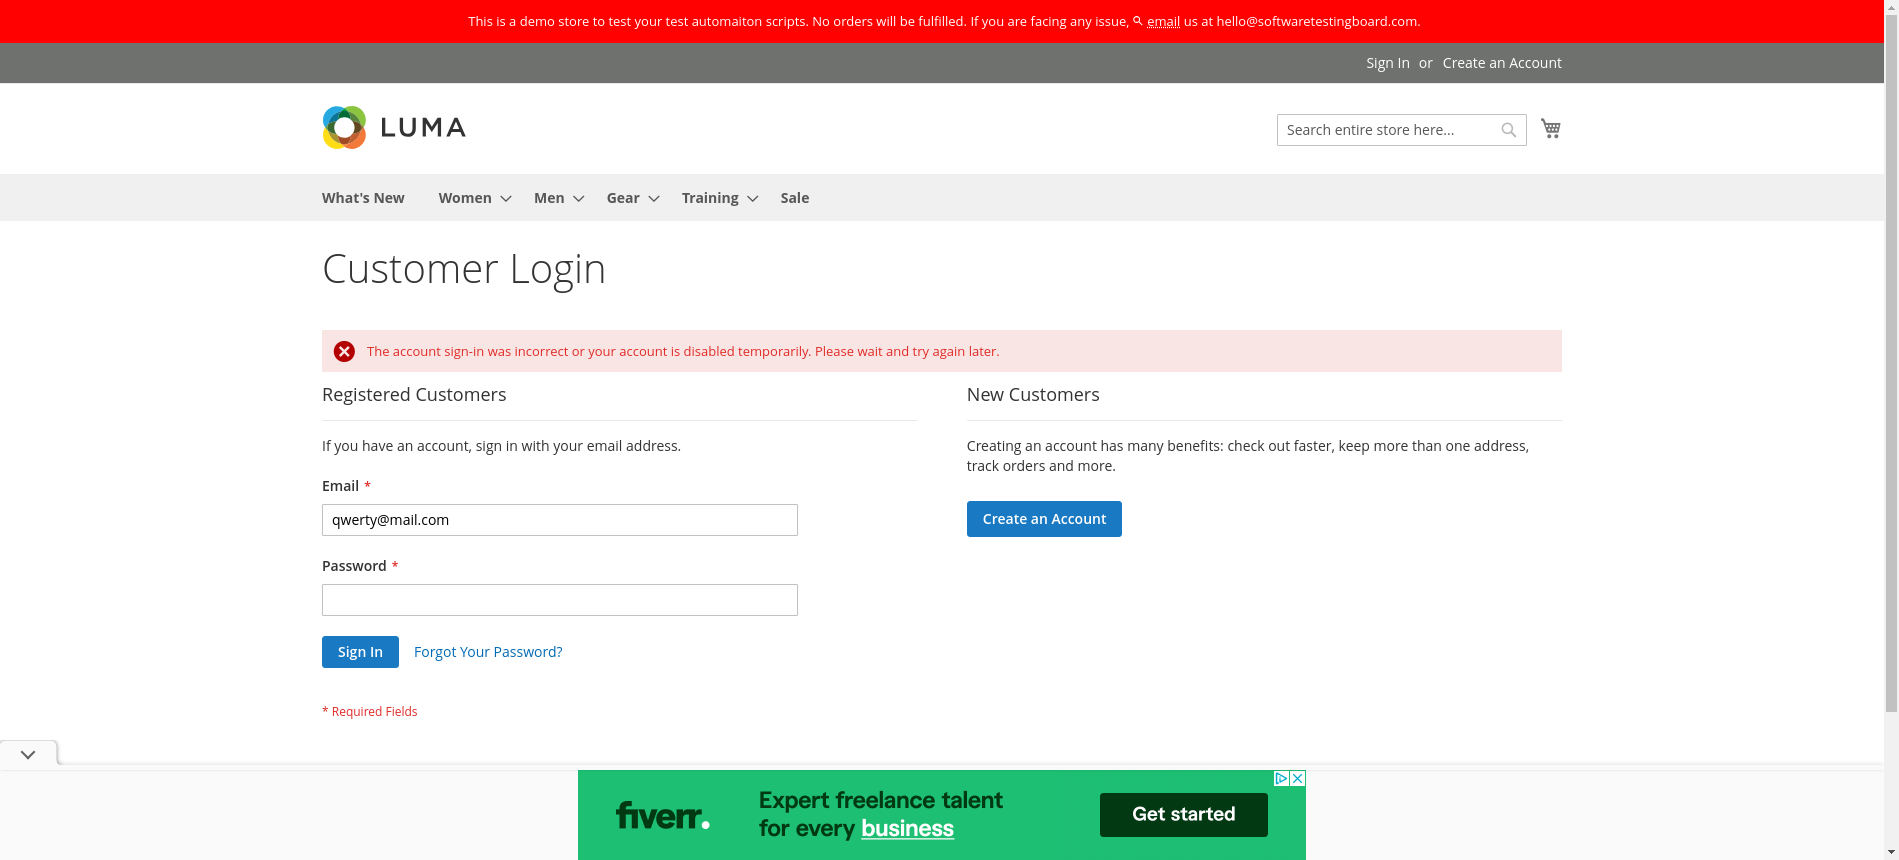 This is a demo store to test your test automaiton scripts. No orders will be fulfilled. If you are facing any issue, email us at hello@softwaretestingboard.com.
Sign In or Create an Account
LUMA
Search entire store here...
What's New Women Men Gear Training Sale
Customer Login
The account sign-in was incorrect or your account is disabled temporarily. Please wait and try again later.
Registered Customers
If you have an account, sign in with your email address.
Email *
qwerty@mail.com
Password *
Sign In Forgot Your Password?
* Required Fields
New Customers
Creating an account has many benefits: check out faster, keep more than one address,
track orders and more.
Create an Account
fiverr.
Expert freelance talent
for every business
Get started